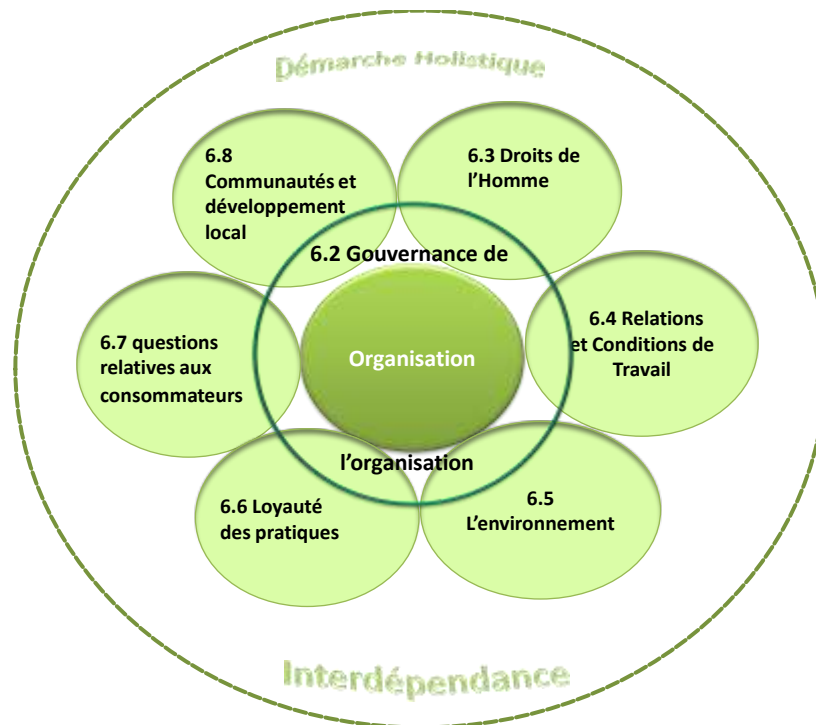 Démarche Holistique
6.8
Communautés et
développement
local
6.3 Droits de
l’Homme
6.2 Gouvernance de
6.7 questions
relatives aux
consommateurs
Organisation
6.4 Relations
et Conditions de
Travail
l’organisation
6.6 Loyauté
des pratiques
6.5
L’environnement
Interdépendance